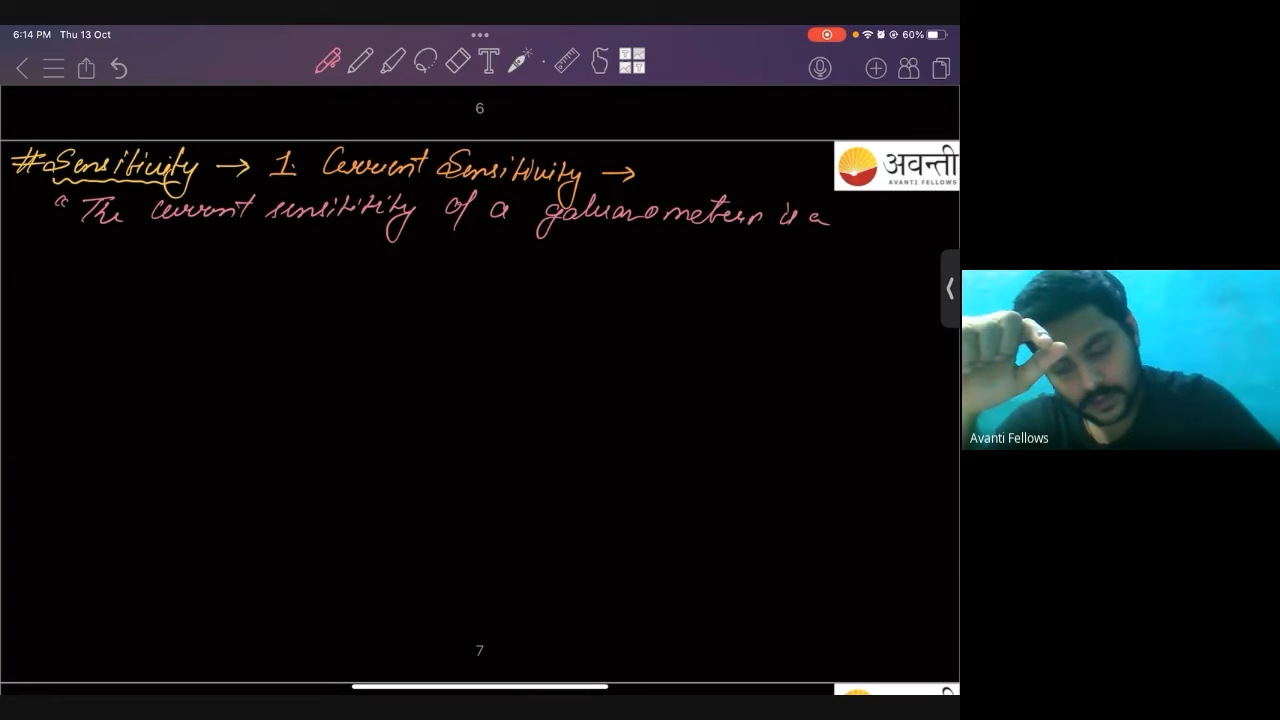 6:14 PM Thu 13 Oct
60%
6
#Sensitivity → 1. Current Sensitivity →
अवन्ती
AVANTI FELLOWS
" The current sensitivity of a galvanometer is a
Avanti Fellows
7